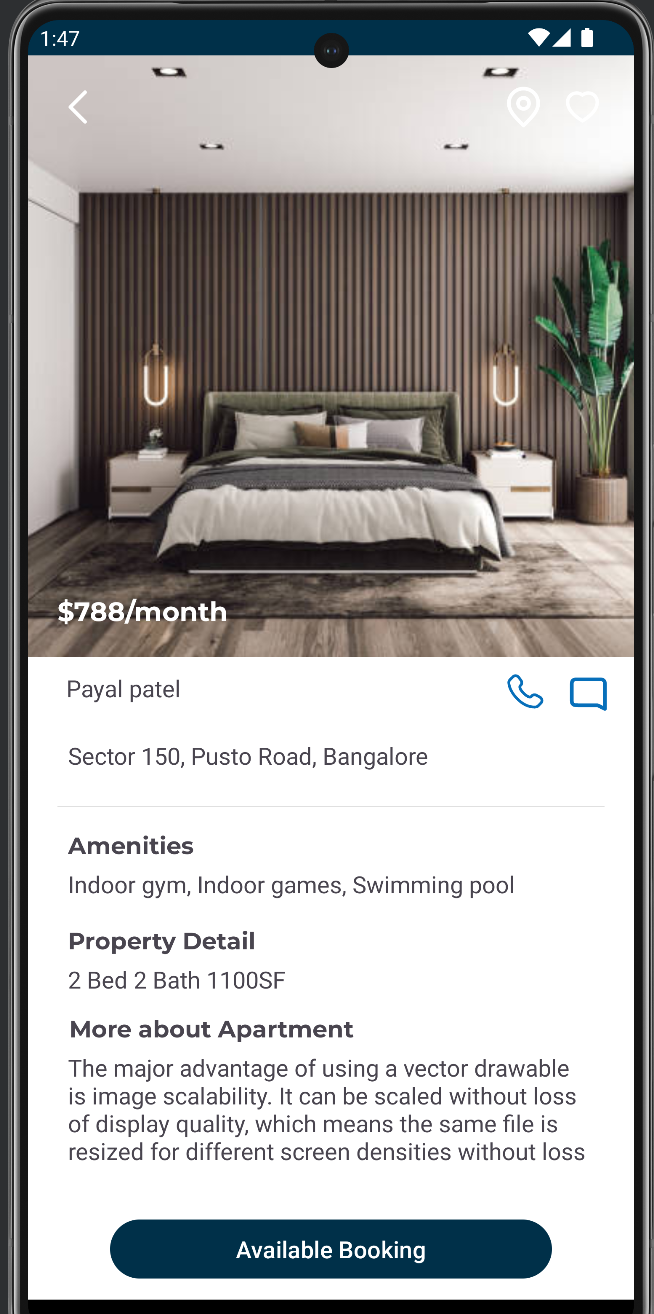 1:47
$788/month
Payal patel
Sector 150, Pusto Road, Bangalore
Amenities
Indoor gym, Indoor games, Swimming pool
Property Detail
2 Bed 2 Bath 1100SF
More about Apartment
The major advantage of using a vector drawable
is image scalability. It can be scaled without loss
of display quality, which means the same file is
resized for different screen densities without loss
Available Booking